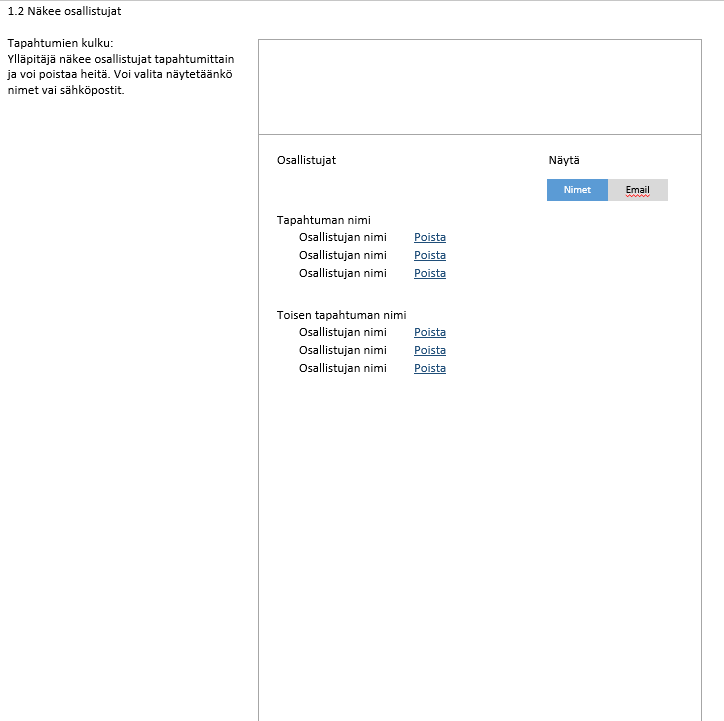 1.2 Näkee osallistujat
Tapahtumien kulku:
Ylläpitäjä näkee osallistujat tapahtumittain
ja voi poistaa heitä. Voi valita näytetäänkö
nimet vai sähköpostit.
Osallistujat Näytä
Nimet Email
Tapahtuman nimi
Osallistujan nimi Poista
Osallistujan nimi Poista
Osallistujan nimi Poista
Toisen tapahtuman nimi
Osallistujan nimi Poista
Osallistujan nimi Poista
Osallistujan nimi Poista